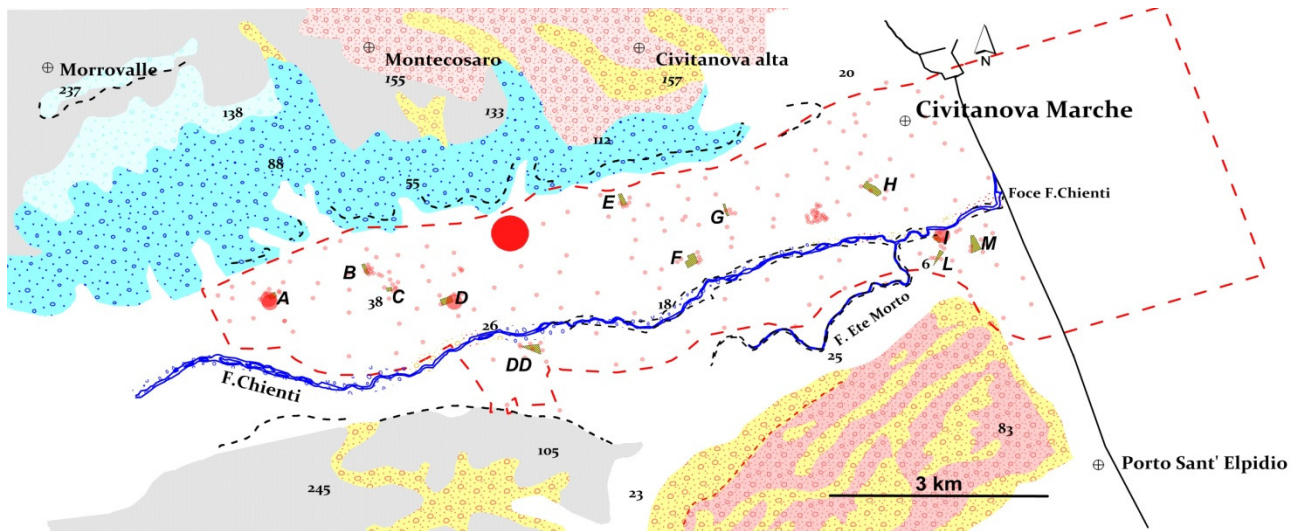 Morrovalle
237
Montecosaro
155
Civitanova alta
157
20
N
Civitanova Marche
138
133
112
88
55
Foce F.Chienti
E
G
H
I
M
L
6
F
B
C
A
D
38
18
26
F. Ete Morto
25
DD
F.Chienti
105
83
245
23
3 km
Porto Sant' Elpidio